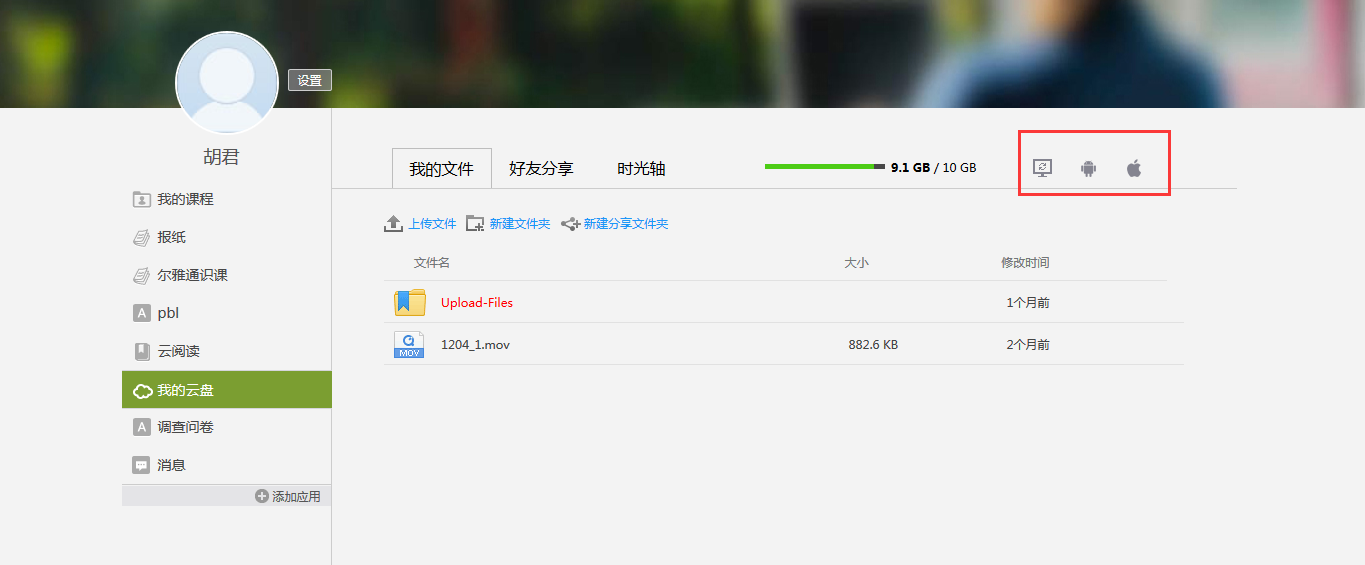 设置
胡君
我的课程
报纸
尔雅通识课
A pbl
云阅读
我的云盘
A 调查问卷
消息
添加应用
我的文件 好友分享 时光轴 9.1 GB / 10 GB
上传文件 新建文件夹 新建分享文件夹
文件名 大小 修改时间
Upload-Files 1个月前
MOV 1204_1.mov 882.6 KB 2个月前